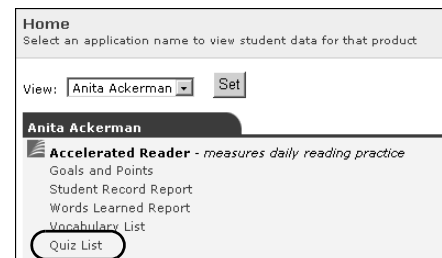 Home
Select an application name to view student data for that product
View: Anita Ackerman Set
Anita Ackerman
Accelerated Reader - measures daily reading practice
Goals and Points
Student Record Report
Words Learned Report
Vocabulary List
Quiz List